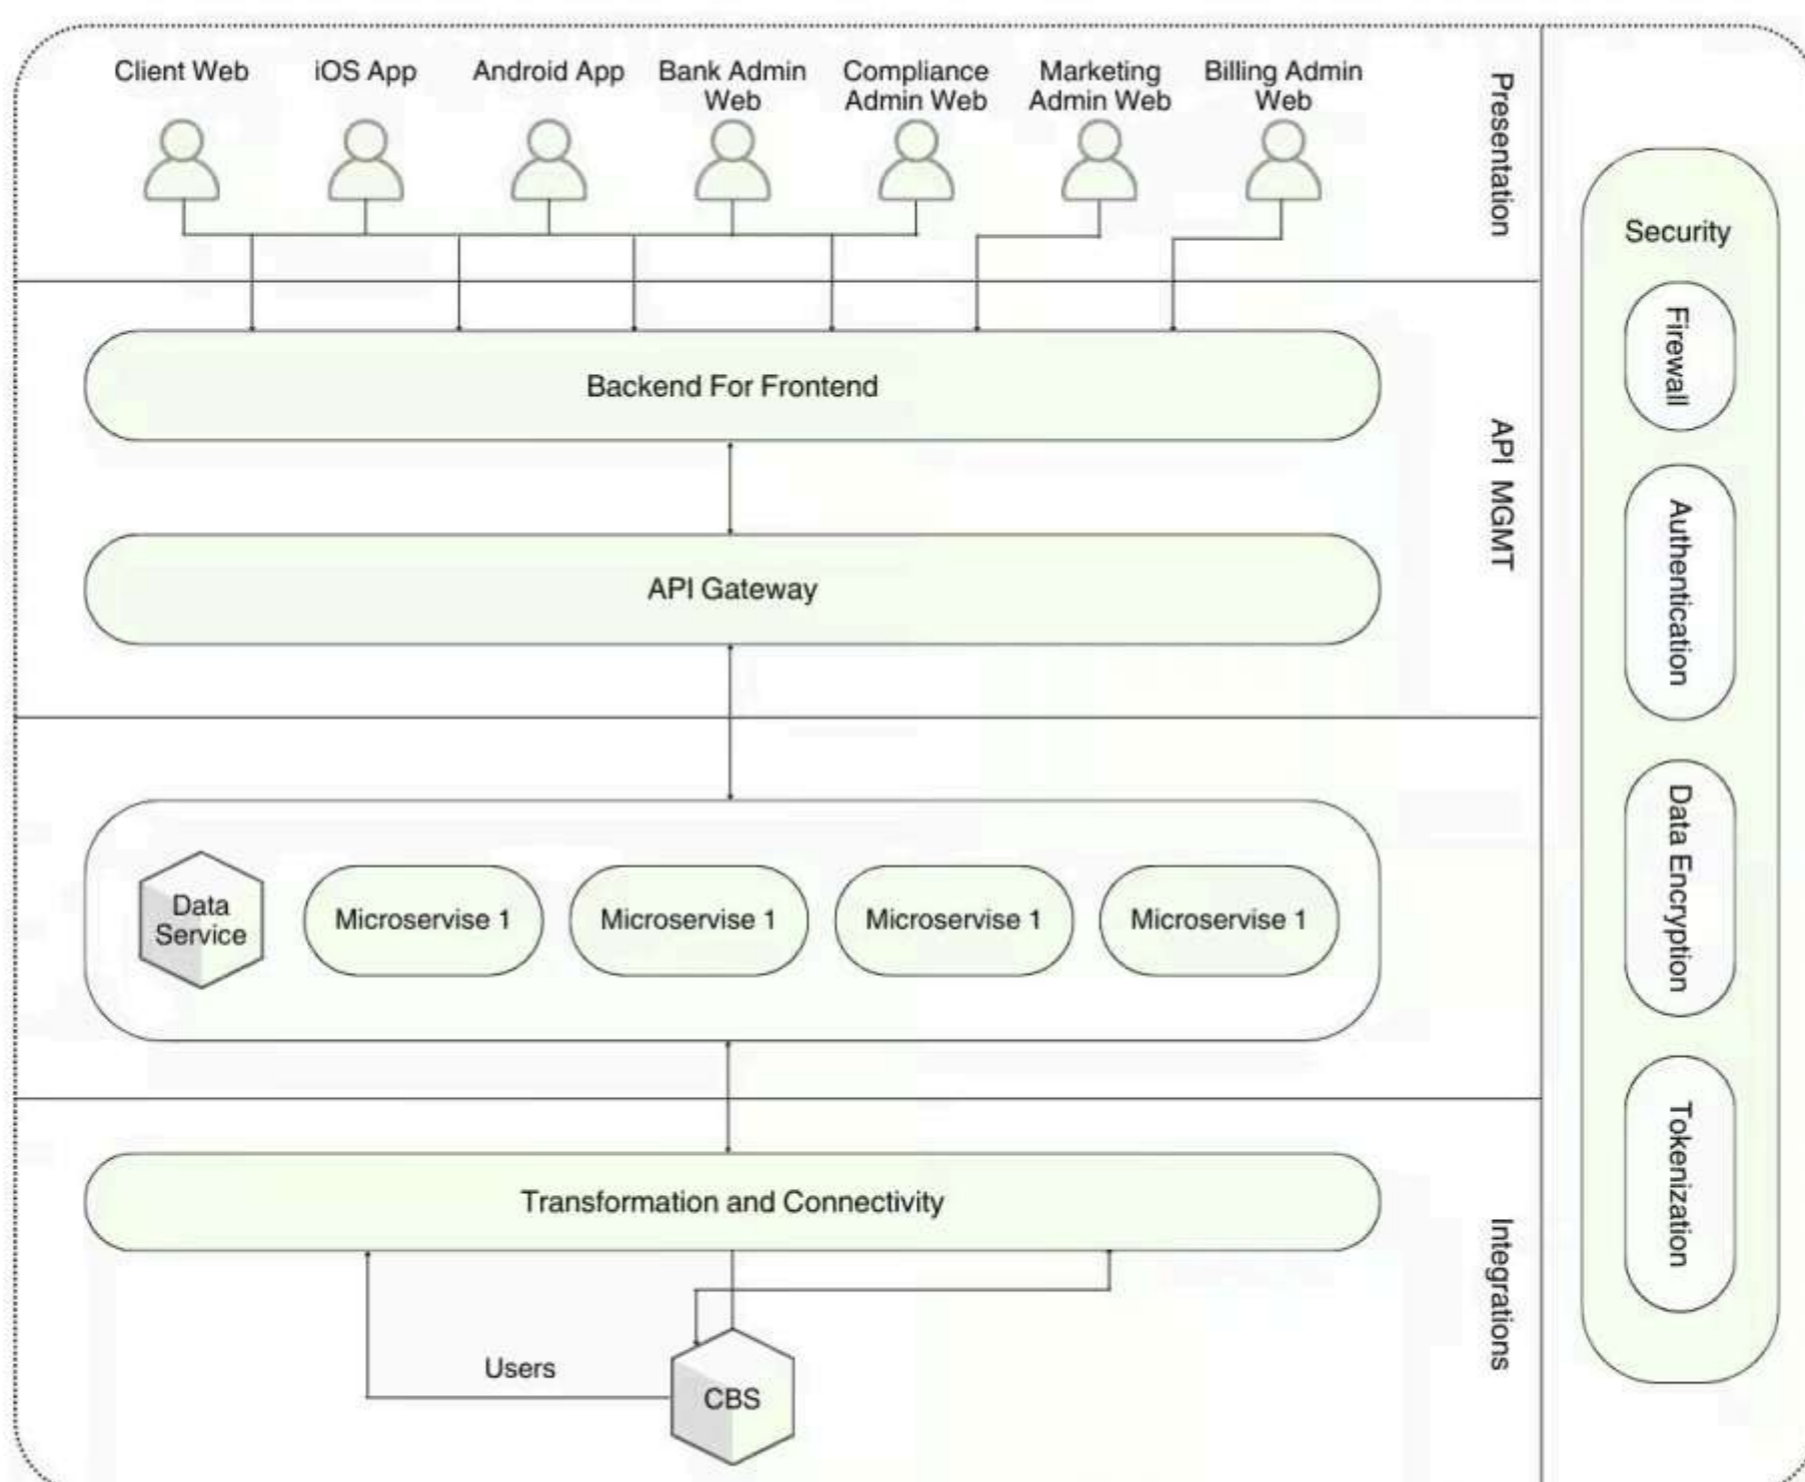 Client Web
iOS App
Android App
Bank Admin
Web
Compliance
Admin Web
Marketing
Admin Web
Billing Admin
Web
Presentation
Security
Firewall
Backend For Frontend
API MGMT
Authentication
API Gateway
Data Encryption
Data
Service
Microservise 1
Microservise 1
Microservise 1
Microservise 1
Tokenization
Transformation and Connectivity
Integrations
Users
CBS